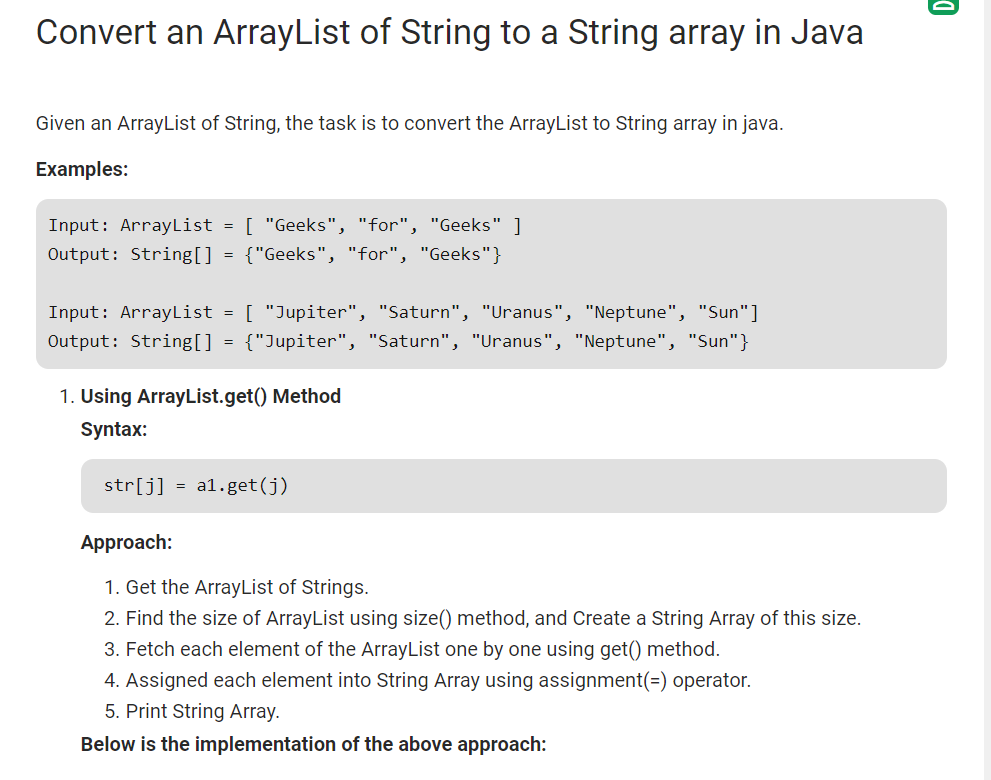 Convert an ArrayList of String to a String array in Java
Given an ArrayList of String, the task is to convert the ArrayList to String array in java.
Examples:
Input: ArrayList = [ "Geeks", "for", "Geeks" ]
Output: String[] = {"Geeks", "for", "Geeks"}
Input: ArrayList = [ "Jupiter", "Saturn", "Uranus", "Neptune", "Sun"]
Output: String[] = {"Jupiter", "Saturn", "Uranus", "Neptune", "Sun"}
1. Using ArrayList.get() Method
Syntax:
str[j] = a1.get(j)
Approach:
1. Get the ArrayList of Strings.
2. Find the size of ArrayList using size() method, and Create a String Array of this size.
3. Fetch each element of the ArrayList one by one using get() method.
4. Assigned each element into String Array using assignment(=) operator.
5. Print String Array.
Below is the implementation of the above approach: